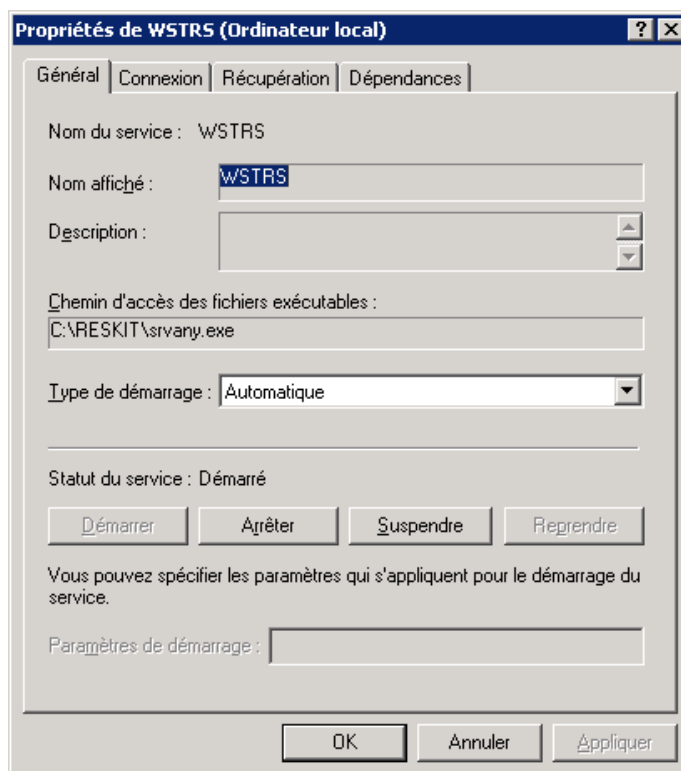 Propriétés de WSTRS (Ordinateur local)
Général Connexion Récupération Dépendances
Nom du service : WSTRS
Nom affiché : WSTRS
Description :
Chemin d'accès des fichiers exécutables :
C:\RESKIT\srvany.exe
Type de démarrage : Automatique
Statut du service : Démarré
Démarrer Arrêter Suspendre Reprendre
Vous pouvez spécifier les paramètres qui s'appliquent pour le démarrage du
service.
Paramètres de démarrage :
OK Annuler Appliquer